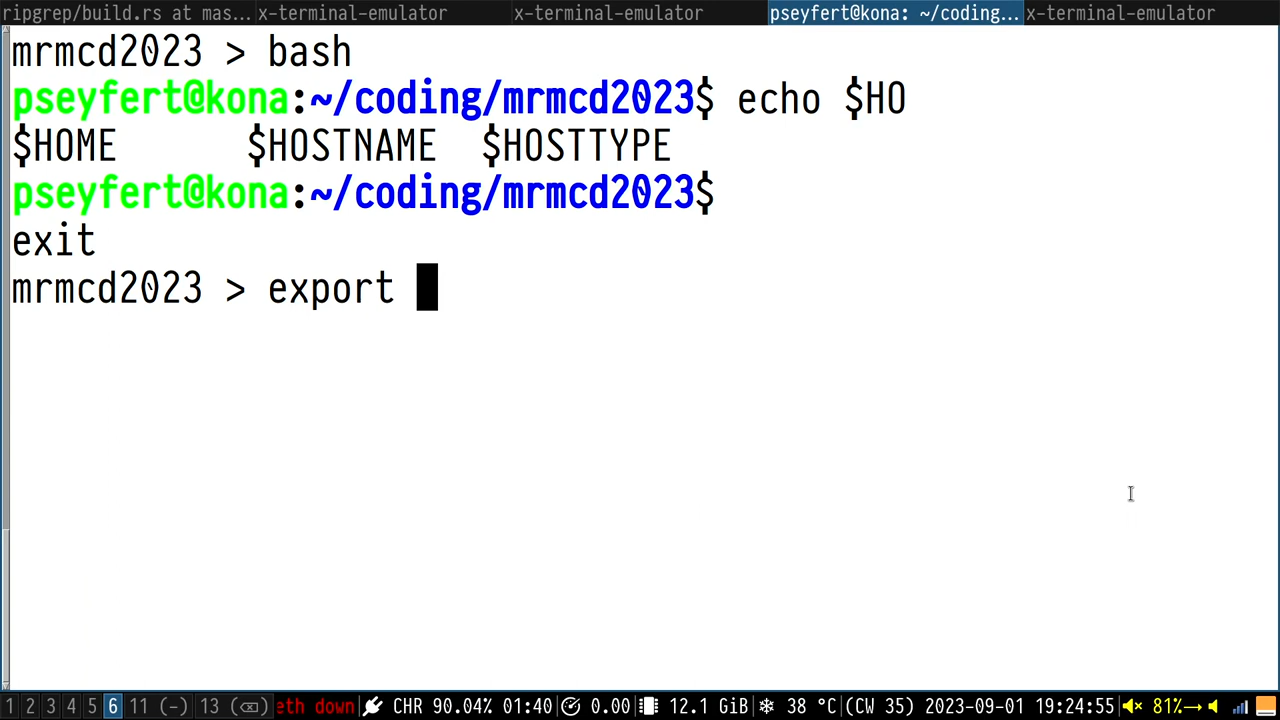 ripgrep/build.rs at mas... x-terminal-emulator x-terminal-emulator pseyfert@kona: ~/coding... x-terminal-emulator
mrmcd2023 > bash
pseyfert@kona:~/coding/mrmcd2023$ echo $HO
$HOME $HOSTNAME $HOSTTYPE
pseyfert@kona:~/coding/mrmcd2023$
exit
mrmcd2023 > export
1 2 3 4 5 6 11 (-) 13 (⌫) eth down CHR 90.04% 01:40 0.00 12.1 GiB 38 °C (CW 35) 2023-09-01 19:24:55 81%→